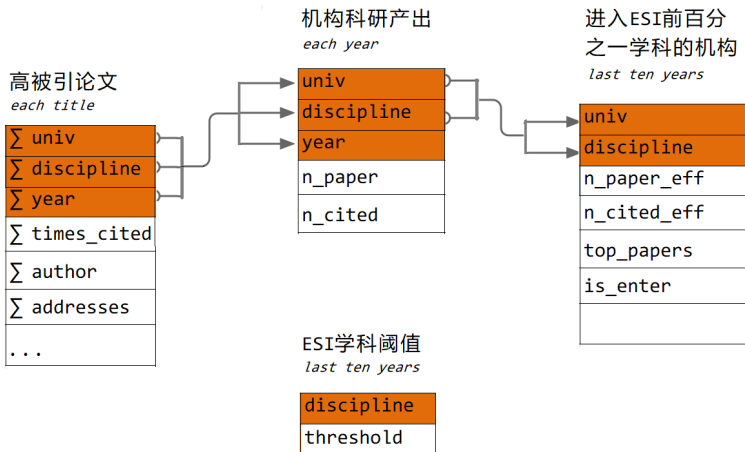 高被引论文
each title
∑ univ
∑ discipline
∑ year
∑ times_cited
∑ author
∑ addresses
...
机构科研产出
each year
univ
discipline
year
n_paper
n_cited
进入ESI前百分
之一学科的机构
last ten years
univ
discipline
n_paper_eff
n_cited_eff
top_papers
is_enter
ESI学科阈值
last ten years
discipline
threshold